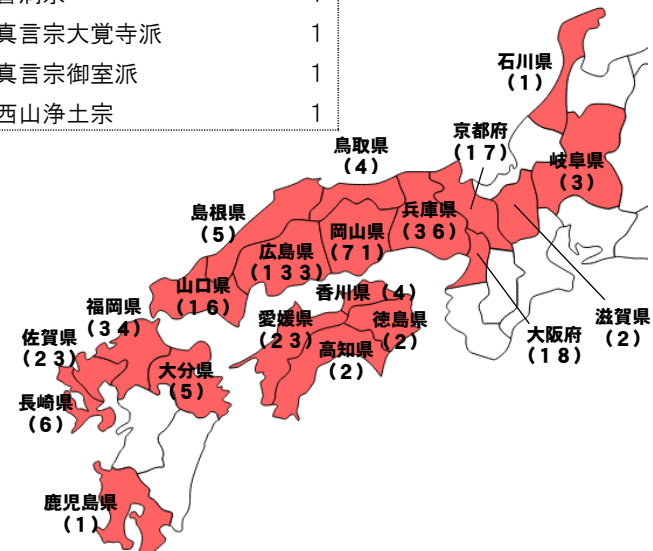 真言宗大覚寺派 1
真言宗御室派 1
西山浄土宗 1
石川県
(1)
京都府
(17)
鳥取県
(4)
岐阜県
(3)
島根県
(5)
兵庫県
(36)
岡山県
(71)
広島県
(133)
山口県
(16)
香川県(4)
福岡県
(34)
愛媛県
(23)
徳島県
(2)
滋賀県
(2)
佐賀県
(23)
大阪府
(18)
高知県
(2)
大分県
(5)
長崎県
(6)
鹿児島県
(1)